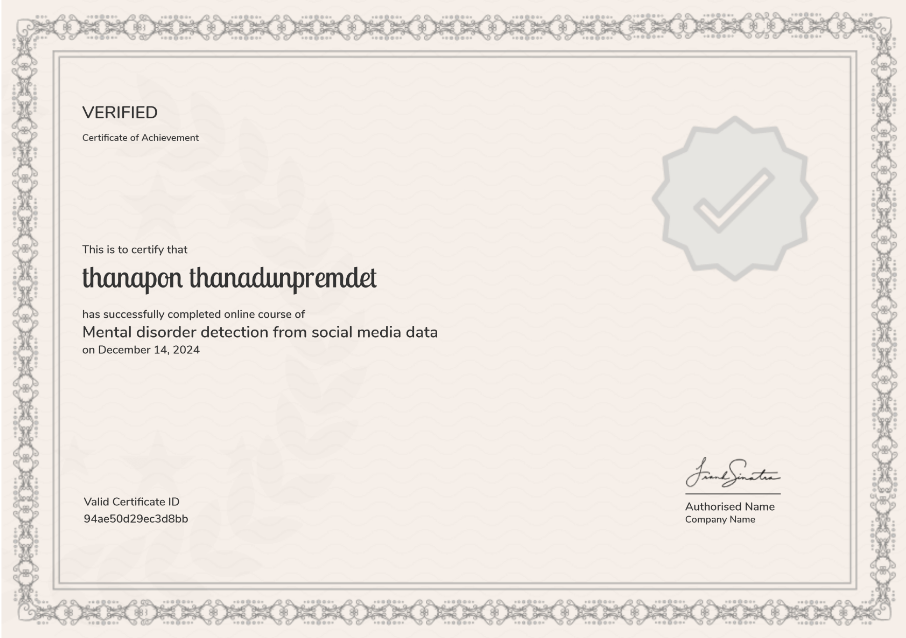 VERIFIED
Certificate of Achievement
This is to certify that
thanapon thanadunpremdet
has successfully completed online course of
Mental disorder detection from social media data
on December 14, 2024
Valid Certificate ID
94ae50d29ec3d8bb
Frank Sinatra
Authorised Name
Company Name